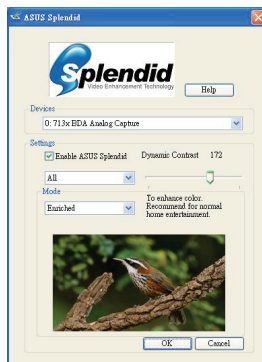 ASUS Splendid
Splendid
Video Enhancement Technology
Help
Devices
0: 713x BDA Analog Capture
Settings
Enable ASUS Splendid
Dynamic Contrast 172
All
Mode
Enriched
To enhance color.
Recommend for normal
home entertainment.
OK
Cancel